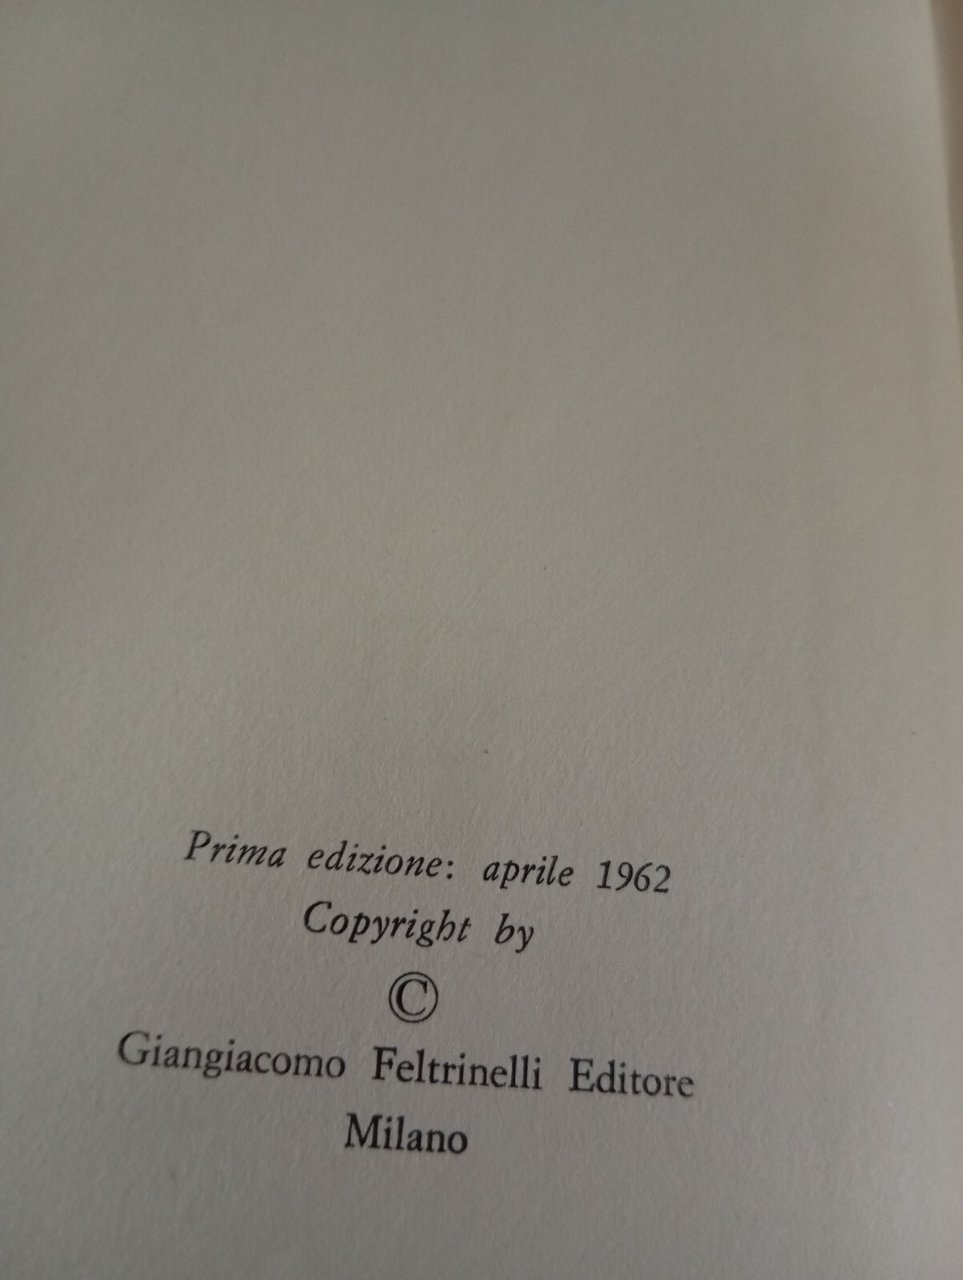 Prima edizione: aprile 1962
Copyright by
©
Giangiacomo Feltrinelli Editore
Milano